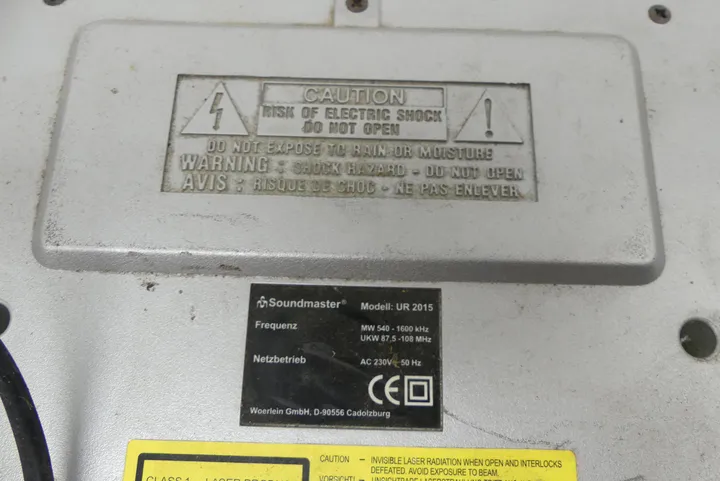 CAUTION
RISK OF ELECTRIC SHOCK
DO NOT OPEN
DO NOT EXPOSE TO RAIN OR MOISTURE
WARNING : SHOCK HAZARD - DO NOT OPEN
AVIS : RISQUE DE CHOC - NE PAS ENLEVER
Soundmaster® Modell: UR 2015
Frequenz MW 540 - 1600 kHz
UKW 87,5 -108 MHz
Netzbetrieb AC 230V ~ 50 Hz
CE
Woerlein GmbH, D-90556 Cadolzburg
CAUTION - INVISIBLE LASER RADIATION WHEN OPEN AND INTERLOCKS
DEFEATED. AVOID EXPOSURE TO BEAM.
CLASS 1 LASER
VORSICHT!